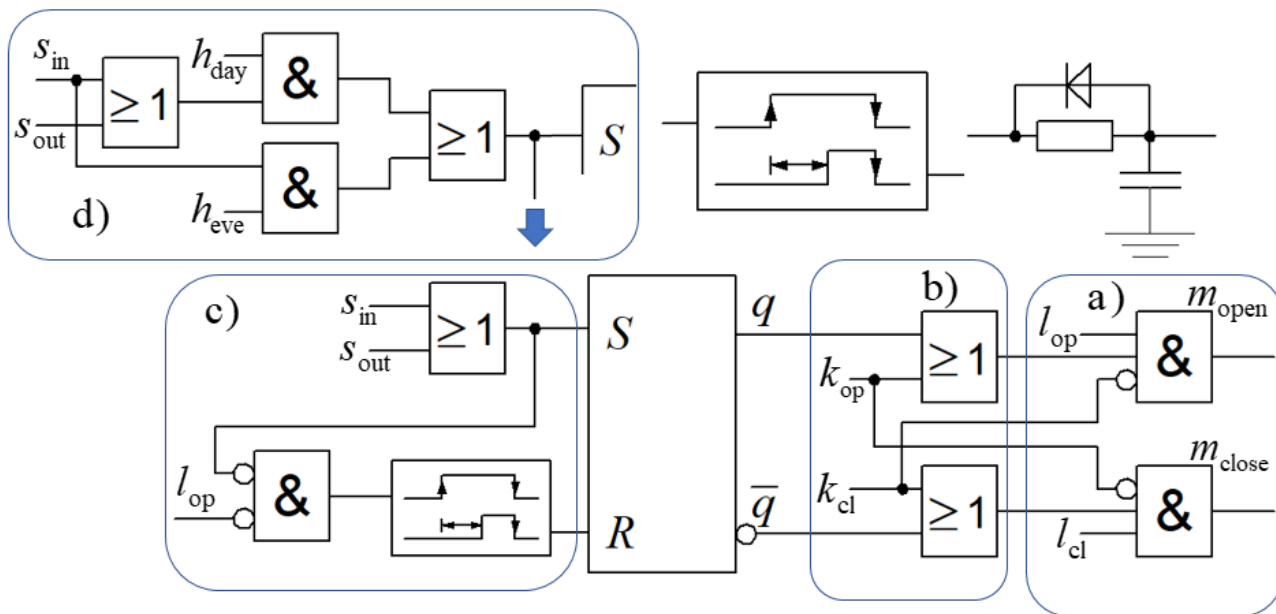 s_in
s_out
≥ 1
h_day
&
h_eve
&
≥ 1
S
d)
c)
s_in
s_out
≥ 1
l_op
&
S
R
q
q̅
b)
k_op
k_cl
≥ 1
≥ 1
a)
l_op
m_open
&
m_close
&
l_cl